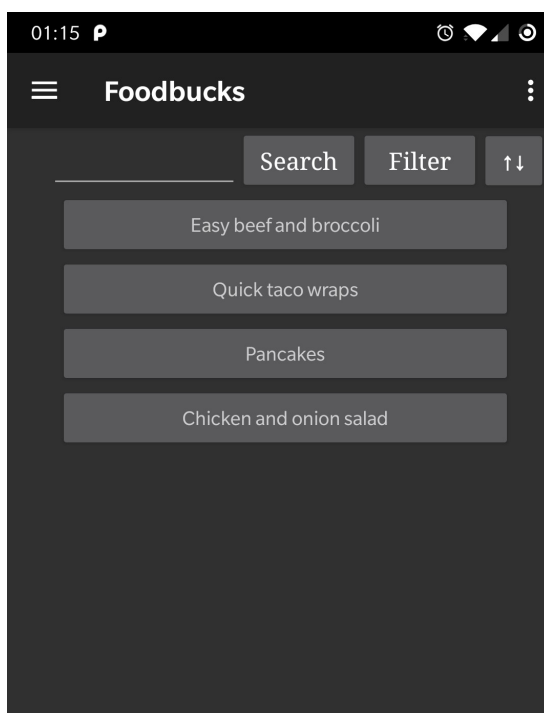 01:15
Foodbucks
Search Filter ↑↓
Easy beef and broccoli
Quick taco wraps
Pancakes
Chicken and onion salad